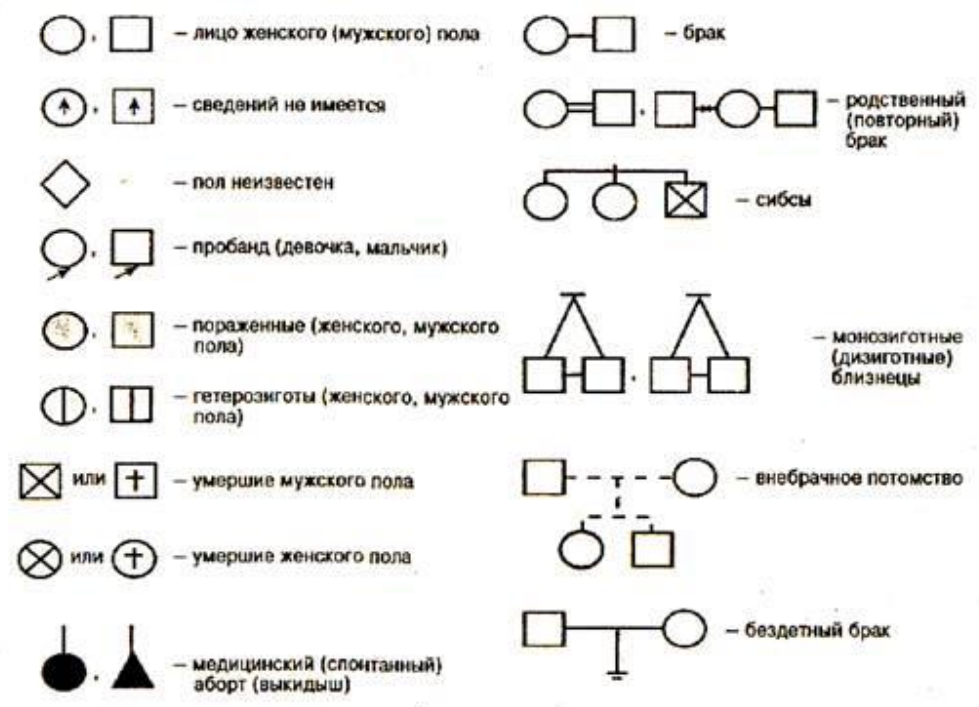 – лицо женского (мужского) пола
– сведений не имеется
– пол неизвестен
– пробанд (девочка, мальчик)
– пораженные (женского, мужского
пола)
– гетерозиготы (женского, мужского
пола)
или – умершие мужского пола
или – умершие женского пола
– медицинский (спонтанный)
аборт (выкидыш)
– брак
– родственный
(повторный)
брак
– сибсы
– монозиготные
(дизиготные)
близнецы
– внебрачное потомство
– бездетный брак